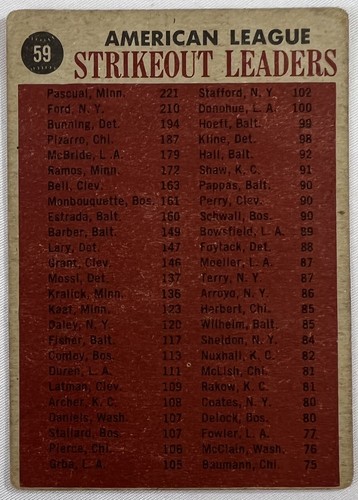 59
AMERICAN LEAGUE
STRIKEOUT LEADERS
Pascual, Minn. 221
Ford, N. Y. 210
Bunning, Det. 194
Pizarro, Chi. 187
McBride, L. A. 179
Ramos, Minn. 172
Bell, Clev. 163
Monbouquette, Bos. 161
Estrada, Balt. 160
Barber, Balt. 149
Lary, Det. 147
Grant, Clev. 146
Mossi, Det. 137
Kralick, Minn. 136
Kaat, Minn. 123
Daley, N. Y. 120
Fisher, Balt. 117
Conley, Bos. 113
Duren, L. A. 111
Latman, Clev. 109
Archer, K. C. 108
Daniels, Wash. 107
Stallard, Bos. 107
Pierce, Chi. 106
Grba, L. A. 105
Stafford, N. Y. 102
Donohue, L. A. 100
Hoeft, Balt. 99
Kline, Det. 98
Hall, Balt. 92
Shaw, K. C. 91
Pappas, Balt. 90
Perry, Clev. 90
Schwall, Bos. 90
Bowsfield, L. A. 89
Foytack, Det. 88
Moeller, L. A. 87
Terry, N. Y. 87
Arroyo, N. Y. 86
Herbert, Chi. 85
Wilhelm, Balt. 85
Sheldon, N. Y. 84
Nuxhall, K. C. 82
McLish, Chi. 81
Rakow, K. C. 81
Coates, N. Y. 80
Delock, Bos. 80
Fowler, L. A. 77
McClain, Wash. 76
Baumann, Chi. 75